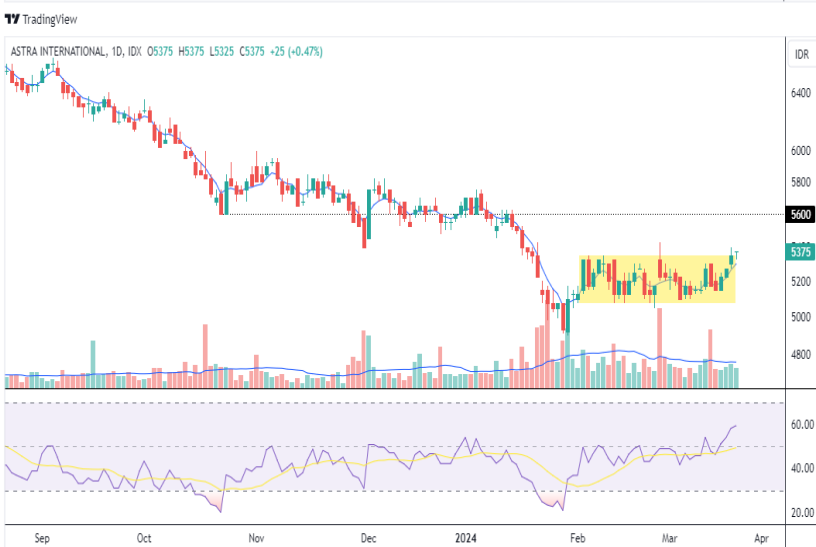 TradingView
ASTRA INTERNATIONAL, 1D, IDX O5375 H5375 L5325 C5375 +25 (+0.47%)
IDR
6400
6000
5800
5600
5375
5200
5000
4800
60.00
40.00
20.00
Sep Oct Nov Dec 2024 Feb Mar Apr